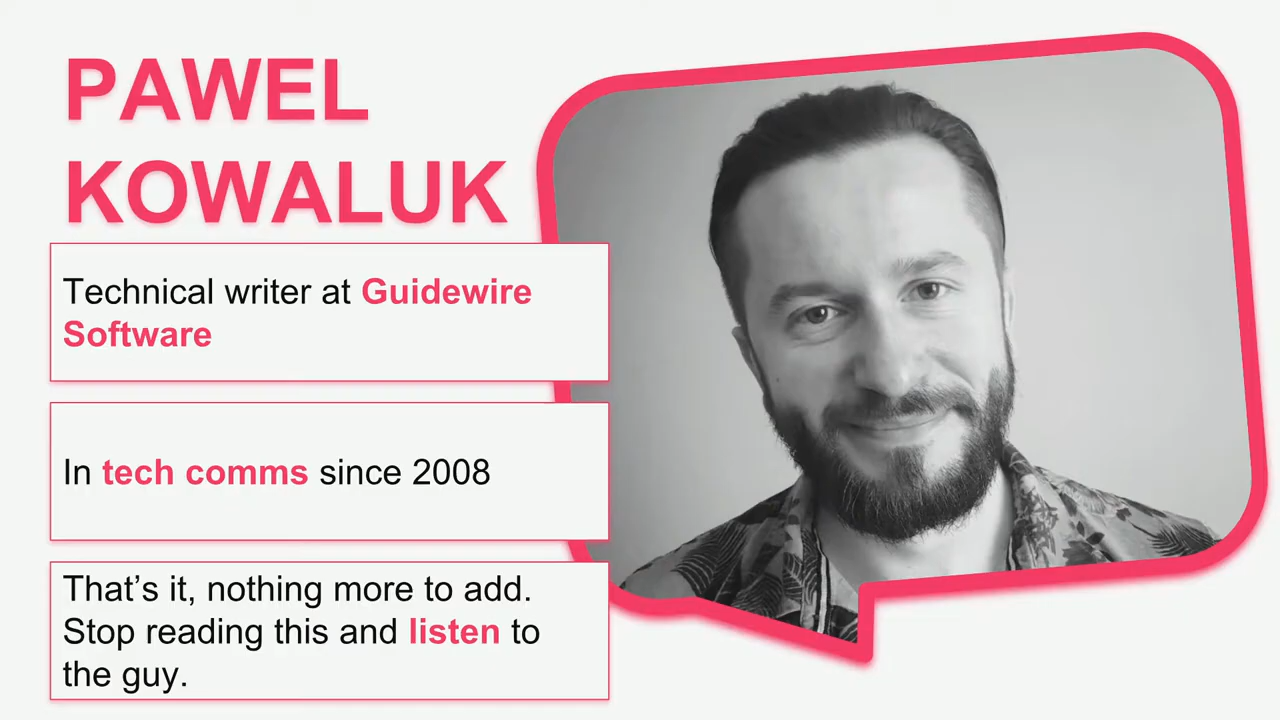 PAWEL
KOWALUK
Technical writer at Guidewire
Software
In tech comms since 2008
That’s it, nothing more to add.
Stop reading this and listen to
the guy.